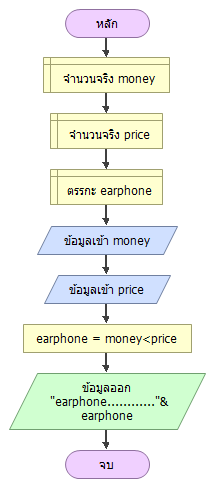 หลัก
จำนวนจริง money
จำนวนจริง price
ตรรกะ earphone
ข้อมูลเข้า money
ข้อมูลเข้า price
earphone = money<price
ข้อมูลออก
"earphone............"&
earphone
จบ